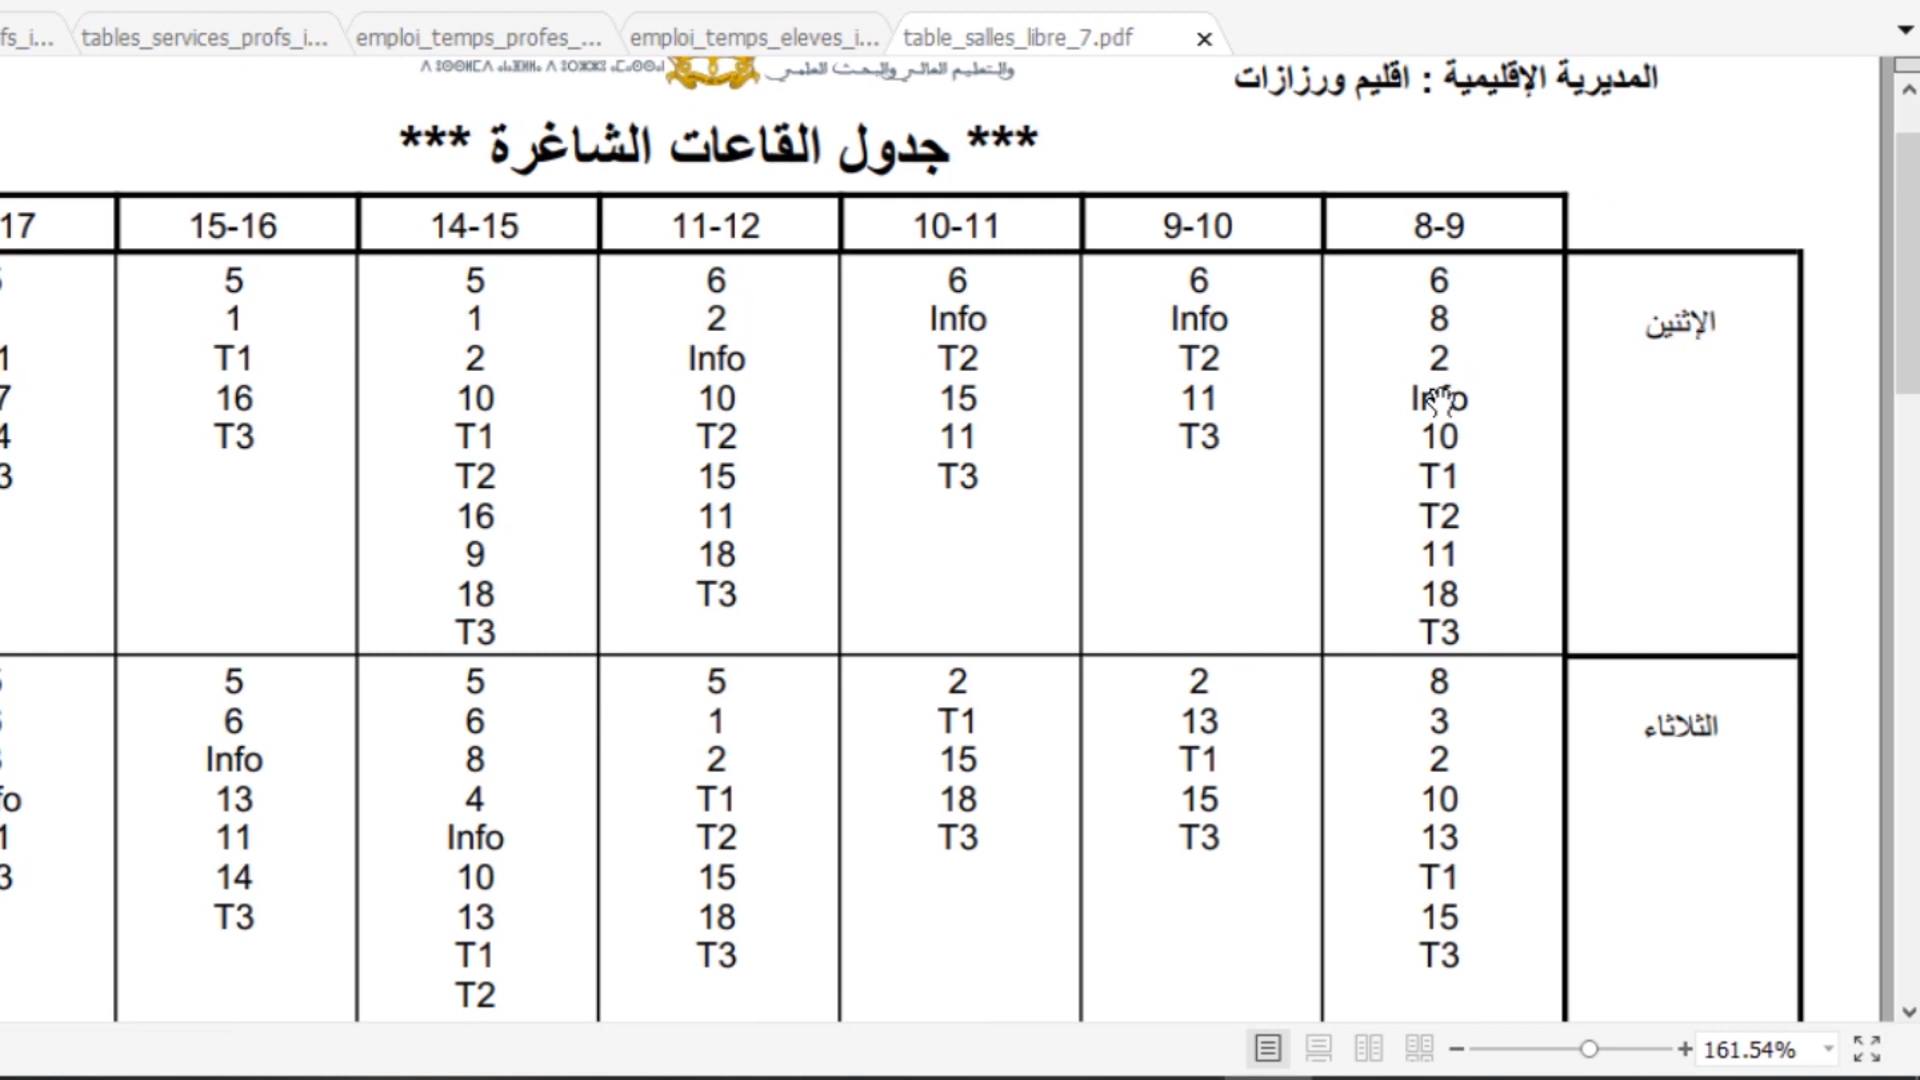 fs_i...
tables_services_profs_i...
emploi_temps_profes_...
emploi_temps_eleves_i...
table_salles_libre_7.pdf
والتعليم العالي والبحث العلمي
المديرية الإقليمية : اقليم ورزازات
*** جدول القاعات الشاغرة ***
8-9
9-10
10-11
11-12
14-15
15-16
17
الإثنين
6
8
2
Info
10
T1
T2
11
18
T3
6
Info
T2
11
T3
6
Info
T2
15
11
T3
6
2
Info
10
T2
15
11
18
T3
5
1
2
10
T1
T2
16
9
18
T3
5
1
T1
16
T3
1
7
4
3
الثلاثاء
8
3
2
10
13
T1
15
T3
2
13
T1
15
T3
2
T1
15
18
T3
5
1
2
T1
T2
15
18
T3
5
6
8
4
Info
10
13
T1
T2
5
6
Info
13
11
14
T3
fo
1
3
161.54%